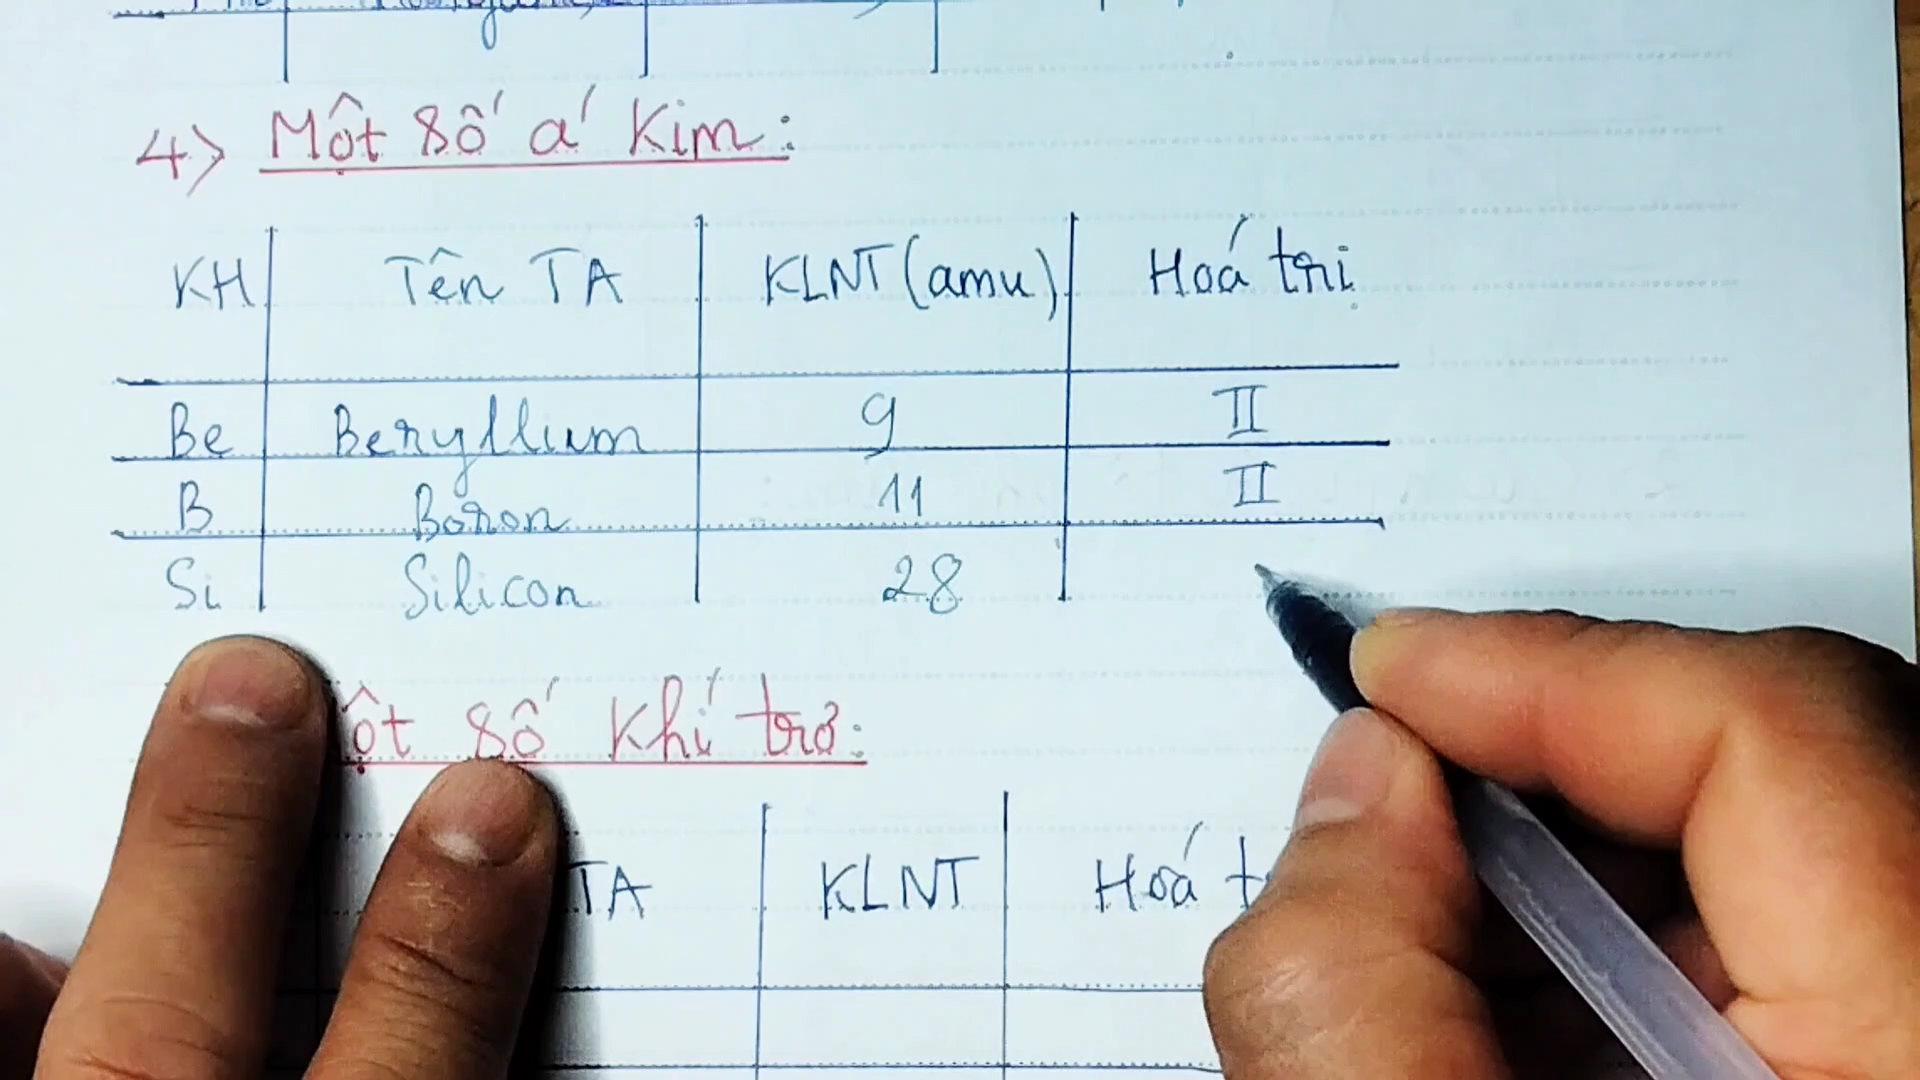 4) Một số á Kim:
KH Tên TA KLNT (amu) Hoá trị
Be Beryllium 9 II
B Boron 11 II
Si Silicon 28
ột số khí trơ:
TA KLNT Hoá t